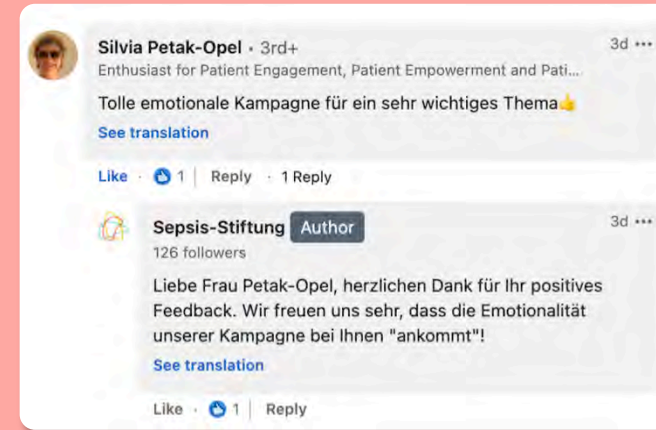 Silvia Petak-Opel · 3rd+
3d ···
Enthusiast for Patient Engagement, Patient Empowerment and Pati...
Tolle emotionale Kampagne für ein sehr wichtiges Thema👍
See translation
Like · 1 | Reply · 1 Reply
Sepsis-Stiftung Author
3d ···
126 followers
Liebe Frau Petak-Opel, herzlichen Dank für Ihr positives
Feedback. Wir freuen uns sehr, dass die Emotionalität
unserer Kampagne bei Ihnen "ankommt"!
See translation
Like · 1 | Reply